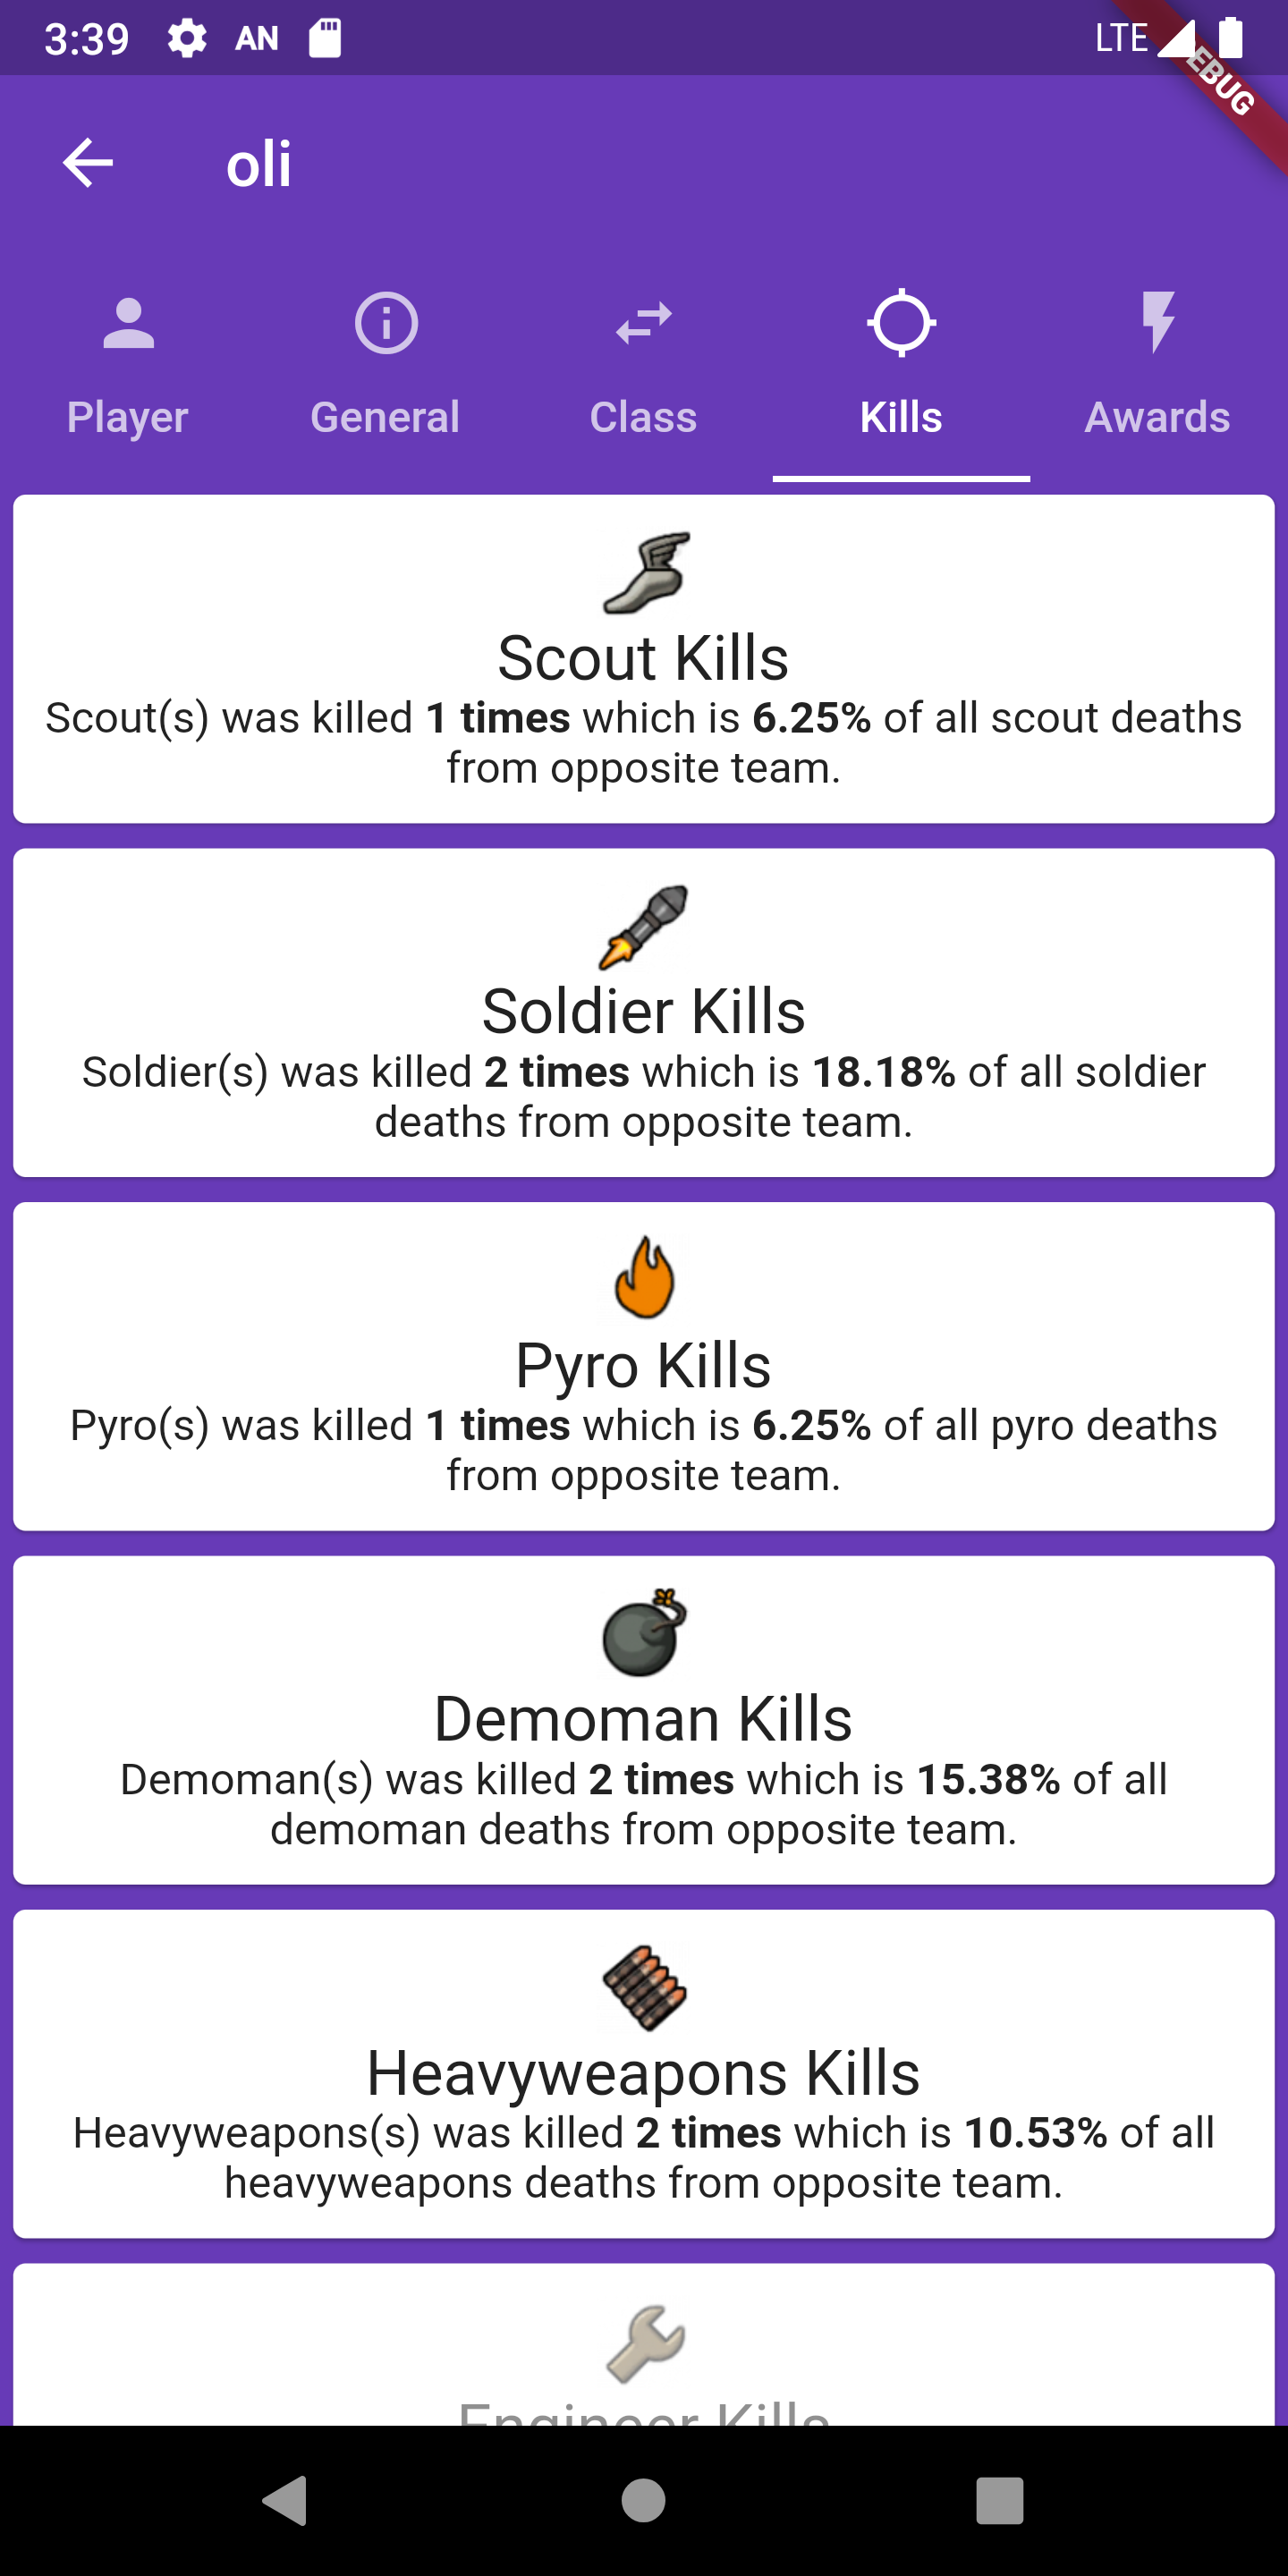 3:39 AN LTE
EBUG
oli
Player General Class Kills Awards
Scout Kills
Scout(s) was killed 1 times which is 6.25% of all scout deaths
from opposite team.
Soldier Kills
Soldier(s) was killed 2 times which is 18.18% of all soldier
deaths from opposite team.
Pyro Kills
Pyro(s) was killed 1 times which is 6.25% of all pyro deaths
from opposite team.
Demoman Kills
Demoman(s) was killed 2 times which is 15.38% of all
demoman deaths from opposite team.
Heavyweapons Kills
Heavyweapons(s) was killed 2 times which is 10.53% of all
heavyweapons deaths from opposite team.
Engineer Kills